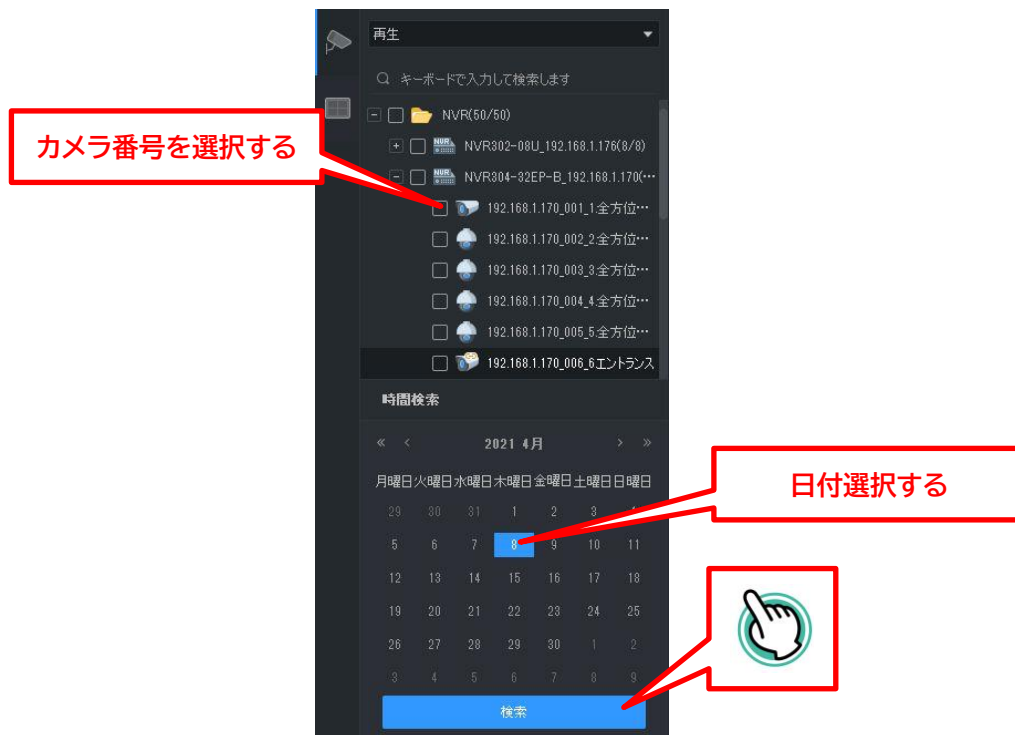 再生
キーボードで入力して検索します
NVR(50/50)
カメラ番号を選択する
NVR302-08U_192.168.1.176(8/8)
NVR304-32EP-B_192.168.1.170(…
192.168.1.170_001_1.全方位…
192.168.1.170_002_2.全方位…
192.168.1.170_003_3.全方位…
192.168.1.170_004_4.全方位…
192.168.1.170_005_5.全方位…
192.168.1.170_006_6エントランス
時間検索
« < 2021 4月 > »
月曜日 火曜日 水曜日 木曜日 金曜日 土曜日 日曜日
日付選択する
29 30 31 1 2 3
5 6 7 8 9 10 11
12 13 14 15 16 17 18
19 20 21 22 23 24 25
26 27 28 29 30 1 2
3 4 5 6 7 8 9
検索